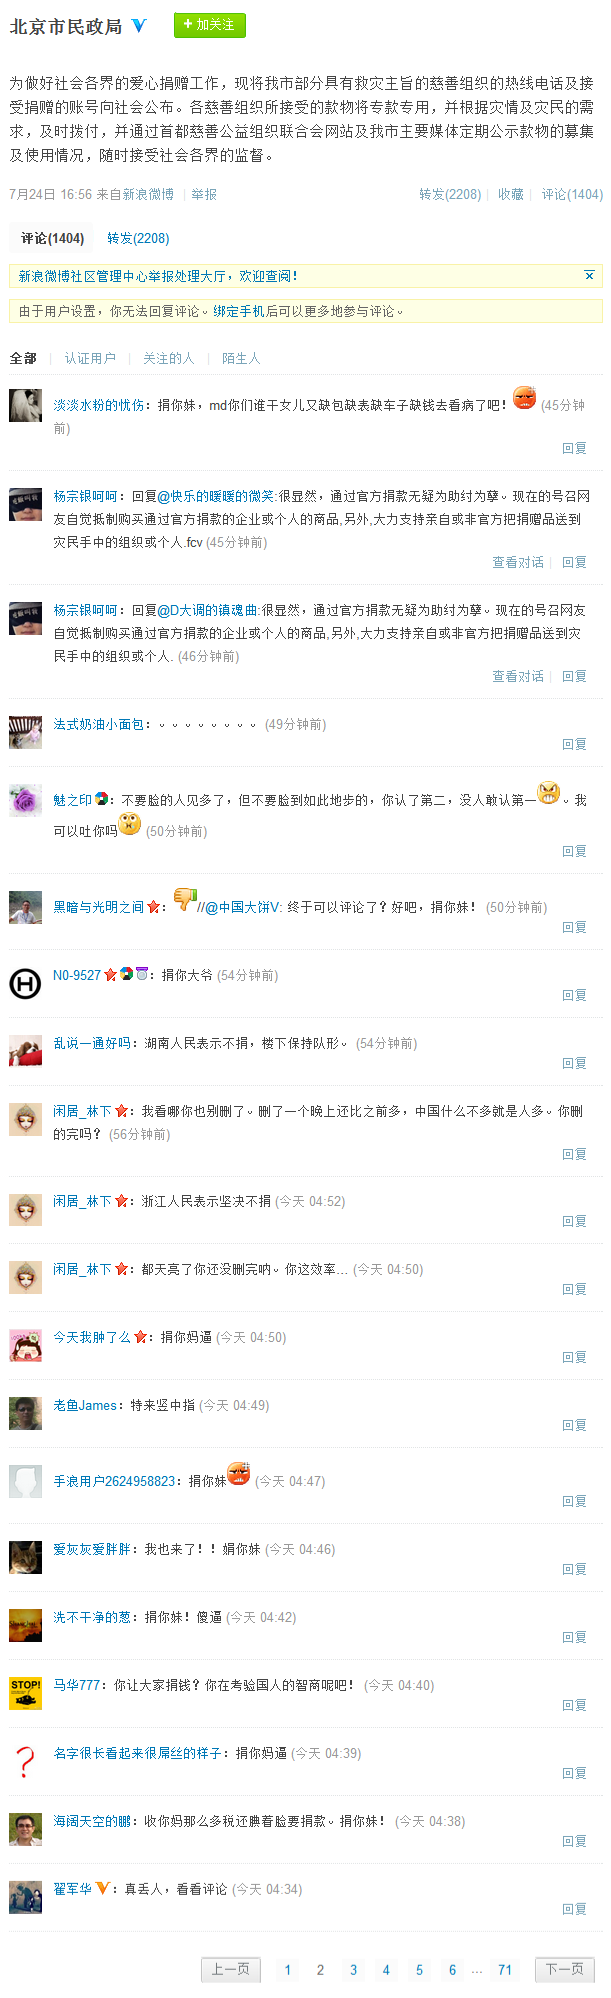 北京市民政局 + 加关注
为做好社会各界的爱心捐赠工作，现将我市部分具有救灾主旨的慈善组织的热线电话及接
受捐赠的账号向社会公布。各慈善组织所接受的款物将专款专用，并根据灾情及灾民的需
求，及时拨付，并通过首都慈善公益组织联合会网站及我市主要媒体定期公示款物的募集
及使用情况，随时接受社会各界的监督。
7月24日 16:56 来自新浪微博 | 举报 转发(2208) | 收藏 | 评论(1404)
评论(1404) 转发(2208)
新浪微博社区管理中心举报处理大厅，欢迎查阅！
由于用户设置，你无法回复评论。绑定手机后可以更多地参与评论。
全部 | 认证用户 | 关注的人 | 陌生人
淡淡水粉的忧伤：捐你妹，md你们谁干女儿又缺包缺表缺车子缺钱去看病了吧！ (45分钟
前)
回复
杨宗银呵呵：回复@快乐的暖暖的微笑:很显然，通过官方捐款无疑为助纣为孽。现在的号召网
友自觉抵制购买通过官方捐款的企业或个人的商品,另外,大力支持亲自或非官方把捐赠品送到
灾民手中的组织或个人.fcv (45分钟前)
查看对话 | 回复
杨宗银呵呵：回复@D大调的镇魂曲:很显然，通过官方捐款无疑为助纣为孽。现在的号召网友
自觉抵制购买通过官方捐款的企业或个人的商品,另外,大力支持亲自或非官方把捐赠品送到灾
民手中的组织或个人. (46分钟前)
查看对话 | 回复
法式奶油小面包：。。。。。。。。 (49分钟前)
回复
魅之印：不要脸的人见多了，但不要脸到如此地步的，你认了第二，没人敢认第一。我
可以吐你吗 (50分钟前)
回复
黑暗与光明之间：//@中国大饼V: 终于可以评论了？好吧，捐你妹！ (50分钟前)
回复
N0-9527：捐你大爷 (54分钟前)
回复
乱说一通好吗：湖南人民表示不捐，楼下保持队形。 (54分钟前)
回复
闲居_林下：我看哪你也别删了。删了一个晚上还比之前多，中国什么不多就是人多。你删
的完吗？ (56分钟前)
回复
闲居_林下：浙江人民表示坚决不捐 (今天 04:52)
回复
闲居_林下：都天亮了你还没删完呐。你这效率... (今天 04:50)
回复
今天我肿了么：捐你妈逼 (今天 04:50)
回复
老鱼James：特来竖中指 (今天 04:49)
回复
手浪用户2624958823：捐你妹 (今天 04:47)
回复
爱灰灰爱胖胖：我也来了！！娟你妹 (今天 04:46)
回复
洗不干净的葱：捐你妹！傻逼 (今天 04:42)
回复
STOP!
马华777：你让大家捐钱？你在考验国人的智商呢吧！ (今天 04:40)
回复
名字很长看起来很屌丝的样子：捐你妈逼 (今天 04:39)
回复
海阔天空的鹏：收你妈那么多税还腆着脸要捐款。捐你妹！ (今天 04:38)
回复
翟军华：真丢人，看看评论 (今天 04:34)
回复
上一页 1 2 3 4 5 6 ... 71 下一页